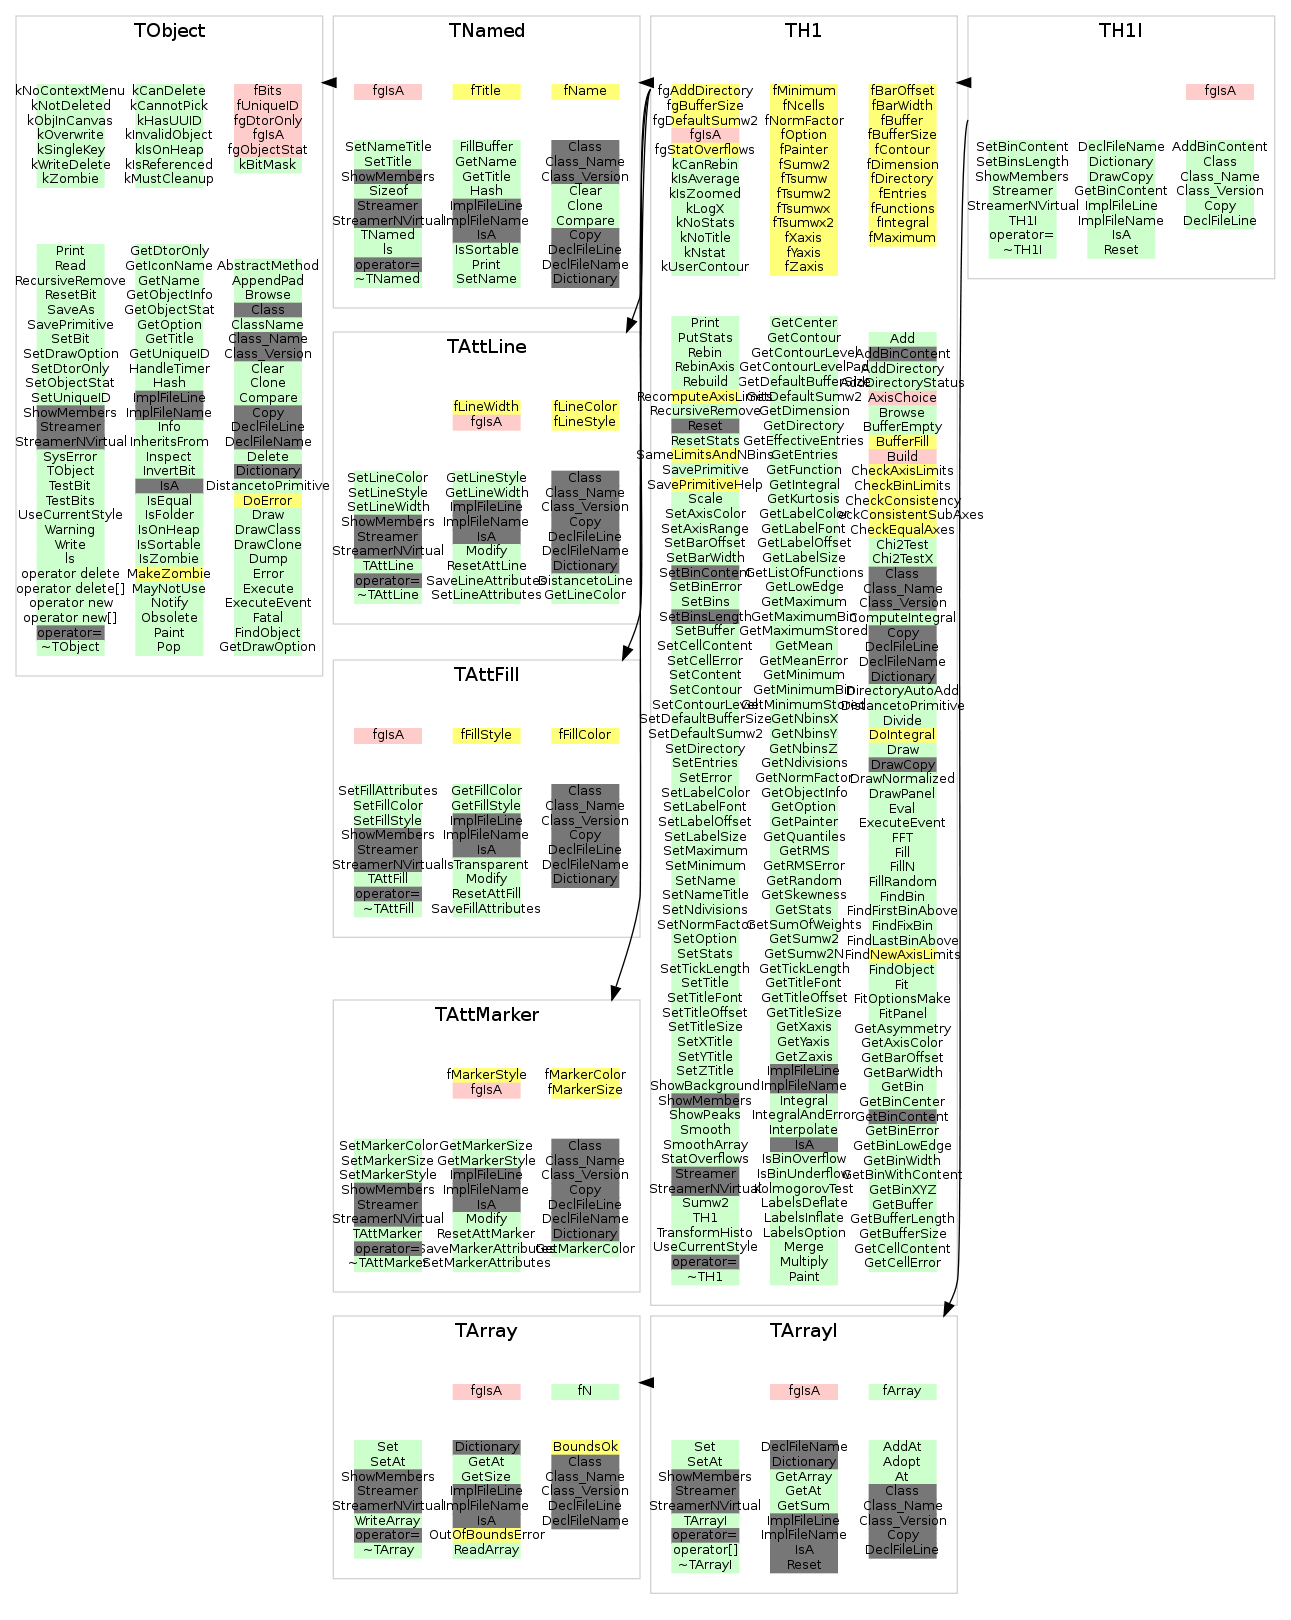 TObject
kNoContextMenu
kNotDeleted
kObjInCanvas
kOverwrite
kSingleKey
kWriteDelete
kZombie
kCanDelete
kCannotPick
kHasUUID
kInvalidObject
kIsOnHeap
kIsReferenced
kMustCleanup
fBits
fUniqueID
fgDtorOnly
fgIsA
fgObjectStat
kBitMask
Print
Read
RecursiveRemove
ResetBit
SaveAs
SavePrimitive
SetBit
SetDrawOption
SetDtorOnly
SetObjectStat
SetUniqueID
ShowMembers
Streamer
StreamerNVirtual
SysError
TObject
TestBit
TestBits
UseCurrentStyle
Warning
Write
ls
operator delete
operator delete[]
operator new
operator new[]
operator=
~TObject
GetDtorOnly
GetIconName
GetName
GetObjectInfo
GetObjectStat
GetOption
GetTitle
GetUniqueID
HandleTimer
Hash
ImplFileLine
ImplFileName
Info
InheritsFrom
Inspect
InvertBit
IsA
IsEqual
IsFolder
IsOnHeap
IsSortable
IsZombie
MakeZombie
MayNotUse
Notify
Obsolete
Paint
Pop
AbstractMethod
AppendPad
Browse
Class
ClassName
Class_Name
Class_Version
Clear
Clone
Compare
Copy
DeclFileLine
DeclFileName
Delete
Dictionary
DistancetoPrimitive
DoError
Draw
DrawClass
DrawClone
Dump
Error
Execute
ExecuteEvent
Fatal
FindObject
GetDrawOption
TNamed
fgIsA
fTitle
fName
SetNameTitle
SetTitle
ShowMembers
Sizeof
Streamer
StreamerNVirtual
TNamed
ls
operator=
~TNamed
FillBuffer
GetName
GetTitle
Hash
ImplFileLine
ImplFileName
IsA
IsSortable
Print
SetName
Class
Class_Name
Class_Version
Clear
Clone
Compare
Copy
DeclFileLine
DeclFileName
Dictionary
TAttLine
fLineWidth
fgIsA
fLineColor
fLineStyle
SetLineColor
SetLineStyle
SetLineWidth
ShowMembers
Streamer
StreamerNVirtual
TAttLine
operator=
~TAttLine
GetLineStyle
GetLineWidth
ImplFileLine
ImplFileName
IsA
Modify
ResetAttLine
SaveLineAttributes
SetLineAttributes
Class
Class_Name
Class_Version
Copy
DeclFileLine
DeclFileName
Dictionary
DistancetoLine
GetLineColor
TAttFill
fgIsA
fFillStyle
fFillColor
SetFillAttributes
SetFillColor
SetFillStyle
ShowMembers
Streamer
StreamerNVirtual
TAttFill
operator=
~TAttFill
GetFillColor
GetFillStyle
ImplFileLine
ImplFileName
IsA
IsTransparent
Modify
ResetAttFill
SaveFillAttributes
Class
Class_Name
Class_Version
Copy
DeclFileLine
DeclFileName
Dictionary
TAttMarker
fMarkerStyle
fgIsA
fMarkerColor
fMarkerSize
SetMarkerColor
SetMarkerSize
SetMarkerStyle
ShowMembers
Streamer
StreamerNVirtual
TAttMarker
operator=
~TAttMarker
GetMarkerSize
GetMarkerStyle
ImplFileLine
ImplFileName
IsA
Modify
ResetAttMarker
SaveMarkerAttributes
SetMarkerAttributes
Class
Class_Name
Class_Version
Copy
DeclFileLine
DeclFileName
Dictionary
GetMarkerColor
TArray
fgIsA
fN
Set
SetAt
ShowMembers
Streamer
StreamerNVirtual
WriteArray
operator=
~TArray
Dictionary
GetAt
GetSize
ImplFileLine
ImplFileName
IsA
OutOfBoundsError
ReadArray
BoundsOk
Class
Class_Name
Class_Version
DeclFileLine
DeclFileName
TH1
fgAddDirectory
fgBufferSize
fgDefaultSumw2
fgIsA
fgStatOverflows
kCanRebin
kIsAverage
kIsZoomed
kLogX
kNoStats
kNoTitle
kNstat
kUserContour
fMinimum
fNcells
fNormFactor
fOption
fPainter
fSumw2
fTsumw
fTsumw2
fTsumwx
fTsumwx2
fXaxis
fYaxis
fZaxis
fBarOffset
fBarWidth
fBuffer
fBufferSize
fContour
fDimension
fDirectory
fEntries
fFunctions
fIntegral
fMaximum
Print
PutStats
Rebin
RebinAxis
Rebuild
RecomputeAxisLimits
RecursiveRemove
Reset
ResetStats
SameLimitsAndNBins
SavePrimitive
SavePrimitiveHelp
Scale
SetAxisColor
SetAxisRange
SetBarOffset
SetBarWidth
SetBinContent
SetBinError
SetBins
SetBinsLength
SetBuffer
SetCellContent
SetCellError
SetContent
SetContour
SetContourLevel
SetDefaultBufferSize
SetDefaultSumw2
SetDirectory
SetEntries
SetError
SetLabelColor
SetLabelFont
SetLabelOffset
SetLabelSize
SetMaximum
SetMinimum
SetName
SetNameTitle
SetNdivisions
SetNormFactor
SetOption
SetStats
SetTickLength
SetTitle
SetTitleFont
SetTitleOffset
SetTitleSize
SetXTitle
SetYTitle
SetZTitle
ShowBackground
ShowMembers
ShowPeaks
Smooth
SmoothArray
StatOverflows
Streamer
StreamerNVirtual
Sumw2
TH1
TransformHisto
UseCurrentStyle
operator=
~TH1
GetCenter
GetContour
GetContourLevel
GetContourLevelPad
GetDefaultBufferSize
GetDefaultSumw2
GetDimension
GetDirectory
GetEffectiveEntries
GetEntries
GetFunction
GetIntegral
GetKurtosis
GetLabelColor
GetLabelFont
GetLabelOffset
GetLabelSize
GetListOfFunctions
GetLowEdge
GetMaximum
GetMaximumBin
GetMaximumStored
GetMean
GetMeanError
GetMinimum
GetMinimumBin
GetMinimumStored
GetNbinsX
GetNbinsY
GetNbinsZ
GetNdivisions
GetNormFactor
GetObjectInfo
GetOption
GetPainter
GetQuantiles
GetRMS
GetRMSError
GetRandom
GetSkewness
GetStats
GetSumOfWeights
GetSumw2
GetSumw2N
GetTickLength
GetTitleFont
GetTitleOffset
GetTitleSize
GetXaxis
GetYaxis
GetZaxis
ImplFileLine
ImplFileName
Integral
IntegralAndError
Interpolate
IsA
IsBinOverflow
IsBinUnderflow
KolmogorovTest
LabelsDeflate
LabelsInflate
LabelsOption
Merge
Multiply
Paint
Add
AddBinContent
AddDirectory
AddDirectoryStatus
AxisChoice
Browse
BufferEmpty
BufferFill
Build
CheckAxisLimits
CheckBinLimits
CheckConsistency
eckConsistentSubAxes
CheckEqualAxes
Chi2Test
Chi2TestX
Class
Class_Name
Class_Version
ComputeIntegral
Copy
DeclFileLine
DeclFileName
Dictionary
DirectoryAutoAdd
DistancetoPrimitive
Divide
DoIntegral
Draw
DrawCopy
DrawNormalized
DrawPanel
Eval
ExecuteEvent
FFT
Fill
FillN
FillRandom
FindBin
FindFirstBinAbove
FindFixBin
FindLastBinAbove
FindNewAxisLimits
FindObject
Fit
FitOptionsMake
FitPanel
GetAsymmetry
GetAxisColor
GetBarOffset
GetBarWidth
GetBin
GetBinCenter
GetBinContent
GetBinError
GetBinLowEdge
GetBinWidth
GetBinWithContent
GetBinXYZ
GetBuffer
GetBufferLength
GetBufferSize
GetCellContent
GetCellError
TArrayI
fgIsA
fArray
Set
SetAt
ShowMembers
Streamer
StreamerNVirtual
TArrayI
operator=
operator[]
~TArrayI
DeclFileName
Dictionary
GetArray
GetAt
GetSum
ImplFileLine
ImplFileName
IsA
Reset
AddAt
Adopt
At
Class
Class_Name
Class_Version
Copy
DeclFileLine
TH1I
fgIsA
SetBinContent
SetBinsLength
ShowMembers
Streamer
StreamerNVirtual
TH1I
operator=
~TH1I
DeclFileName
Dictionary
DrawCopy
GetBinContent
ImplFileLine
ImplFileName
IsA
Reset
AddBinContent
Class
Class_Name
Class_Version
Copy
DeclFileLine